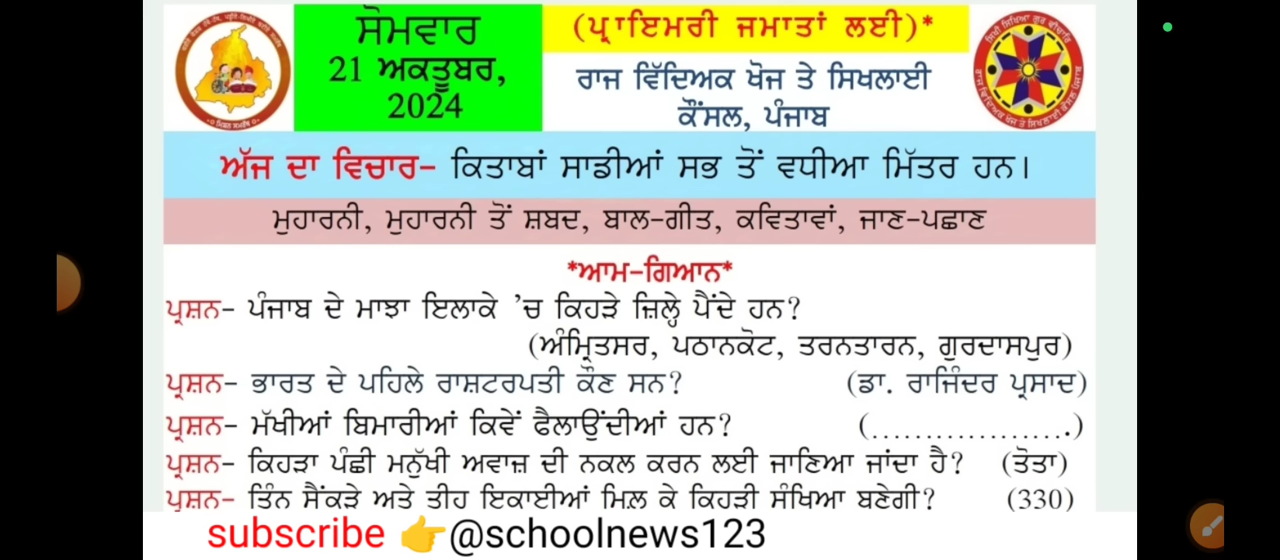 ਸੋਮਵਾਰ
21 ਅਕਤੂਬਰ,
2024
(ਪ੍ਰਾਇਮਰੀ ਜਮਾਤਾਂ ਲਈ)*
ਰਾਜ ਵਿੱਦਿਅਕ ਖੋਜ ਤੇ ਸਿਖਲਾਈ
ਕੌਂਸਲ, ਪੰਜਾਬ
ਅੱਜ ਦਾ ਵਿਚਾਰ- ਕਿਤਾਬਾਂ ਸਾਡੀਆਂ ਸਭ ਤੋਂ ਵਧੀਆ ਮਿੱਤਰ ਹਨ।
ਮੁਹਾਰਨੀ, ਮੁਹਾਰਨੀ ਤੋਂ ਸ਼ਬਦ, ਬਾਲ-ਗੀਤ, ਕਵਿਤਾਵਾਂ, ਜਾਣ-ਪਛਾਣ
*ਆਮ-ਗਿਆਨ*
ਪ੍ਰਸ਼ਨ- ਪੰਜਾਬ ਦੇ ਮਾਝਾ ਇਲਾਕੇ 'ਚ ਕਿਹੜੇ ਜ਼ਿਲ੍ਹੇ ਪੈਂਦੇ ਹਨ?
(ਅੰਮ੍ਰਿਤਸਰ, ਪਠਾਨਕੋਟ, ਤਰਨਤਾਰਨ, ਗੁਰਦਾਸਪੁਰ)
ਪ੍ਰਸ਼ਨ- ਭਾਰਤ ਦੇ ਪਹਿਲੇ ਰਾਸ਼ਟਰਪਤੀ ਕੌਣ ਸਨ? (ਡਾ. ਰਾਜਿੰਦਰ ਪ੍ਰਸਾਦ)
ਪ੍ਰਸ਼ਨ- ਮੱਖੀਆਂ ਬਿਮਾਰੀਆਂ ਕਿਵੇਂ ਫੈਲਾਉਂਦੀਆਂ ਹਨ? (...................)
ਪ੍ਰਸ਼ਨ- ਕਿਹੜਾ ਪੰਛੀ ਮਨੁੱਖੀ ਅਵਾਜ਼ ਦੀ ਨਕਲ ਕਰਨ ਲਈ ਜਾਣਿਆ ਜਾਂਦਾ ਹੈ? (ਤੋਤਾ)
ਪ੍ਰਸ਼ਨ- ਤਿੰਨ ਸੈਂਕੜੇ ਅਤੇ ਤੀਹ ਇਕਾਈਆਂ ਮਿਲ਼ ਕੇ ਕਿਹੜੀ ਸੰਖਿਆ ਬਣੇਗੀ? (330)
subscribe 👉@schoolnews123